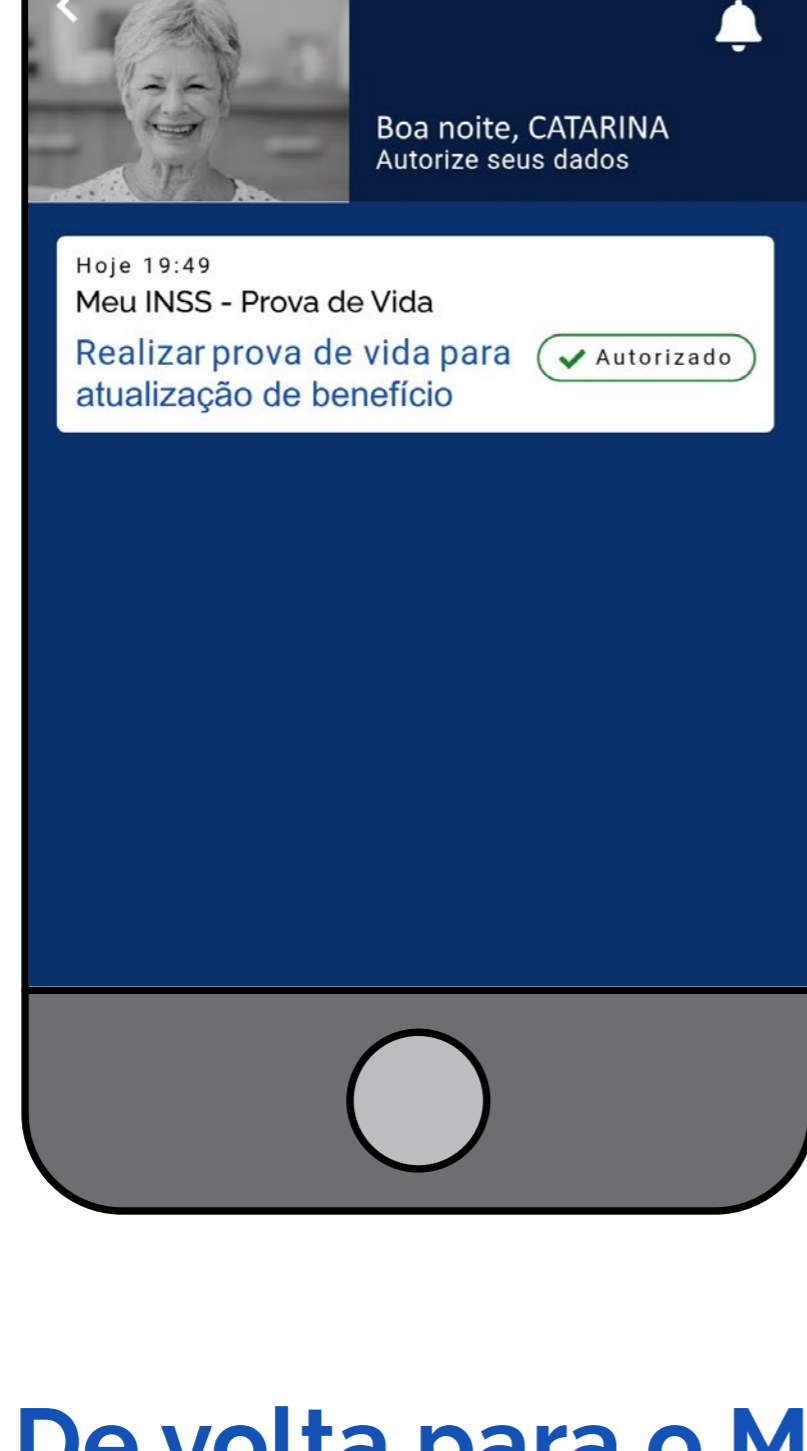 Boa noite, CATARINA
Autorize seus dados
Hoje 19:49
Meu INSS - Prova de Vida
Realizar prova de vida para
atualização de benefício
Autorizado
De volta para o M